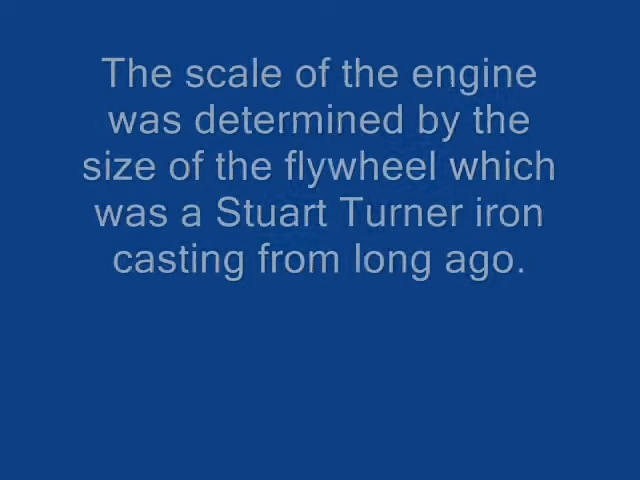 The scale of the engine
was determined by the
size of the flywheel which
was a Stuart Turner iron
casting from long ago.